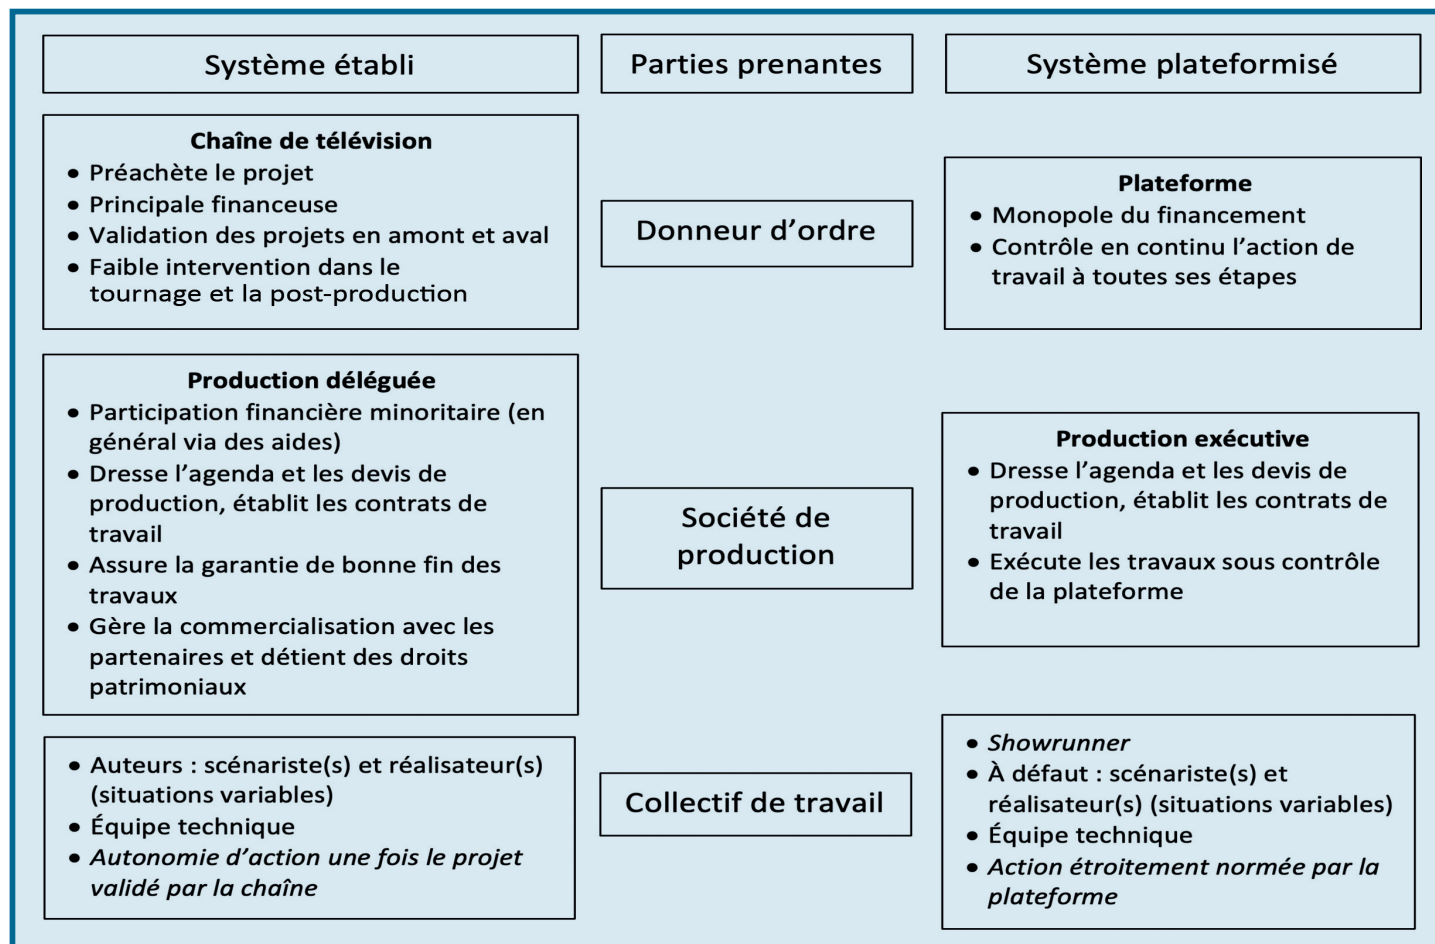 Système établi
Parties prenantes
Système plateformisé
Chaîne de télévision
• Préachète le projet
• Principale financeuse
• Validation des projets en amont et aval
• Faible intervention dans le
tournage et la post-production
Donneur d’ordre
Plateforme
• Monopole du financement
• Contrôle en continu l’action de
travail à toutes ses étapes
Production déléguée
• Participation financière minoritaire (en
général via des aides)
• Dresse l’agenda et les devis de
production, établit les contrats de
travail
• Assure la garantie de bonne fin des
travaux
• Gère la commercialisation avec les
partenaires et détient des droits
patrimoniaux
Société de
production
Production exécutive
• Dresse l’agenda et les devis de
production, établit les contrats de
travail
• Exécute les travaux sous contrôle
de la plateforme
• Auteurs : scénariste(s) et réalisateur(s)
(situations variables)
• Équipe technique
• Autonomie d’action une fois le projet
validé par la chaîne
Collectif de travail
• Showrunner
• À défaut : scénariste(s) et
réalisateur(s) (situations variables)
• Équipe technique
• Action étroitement normée par la
plateforme